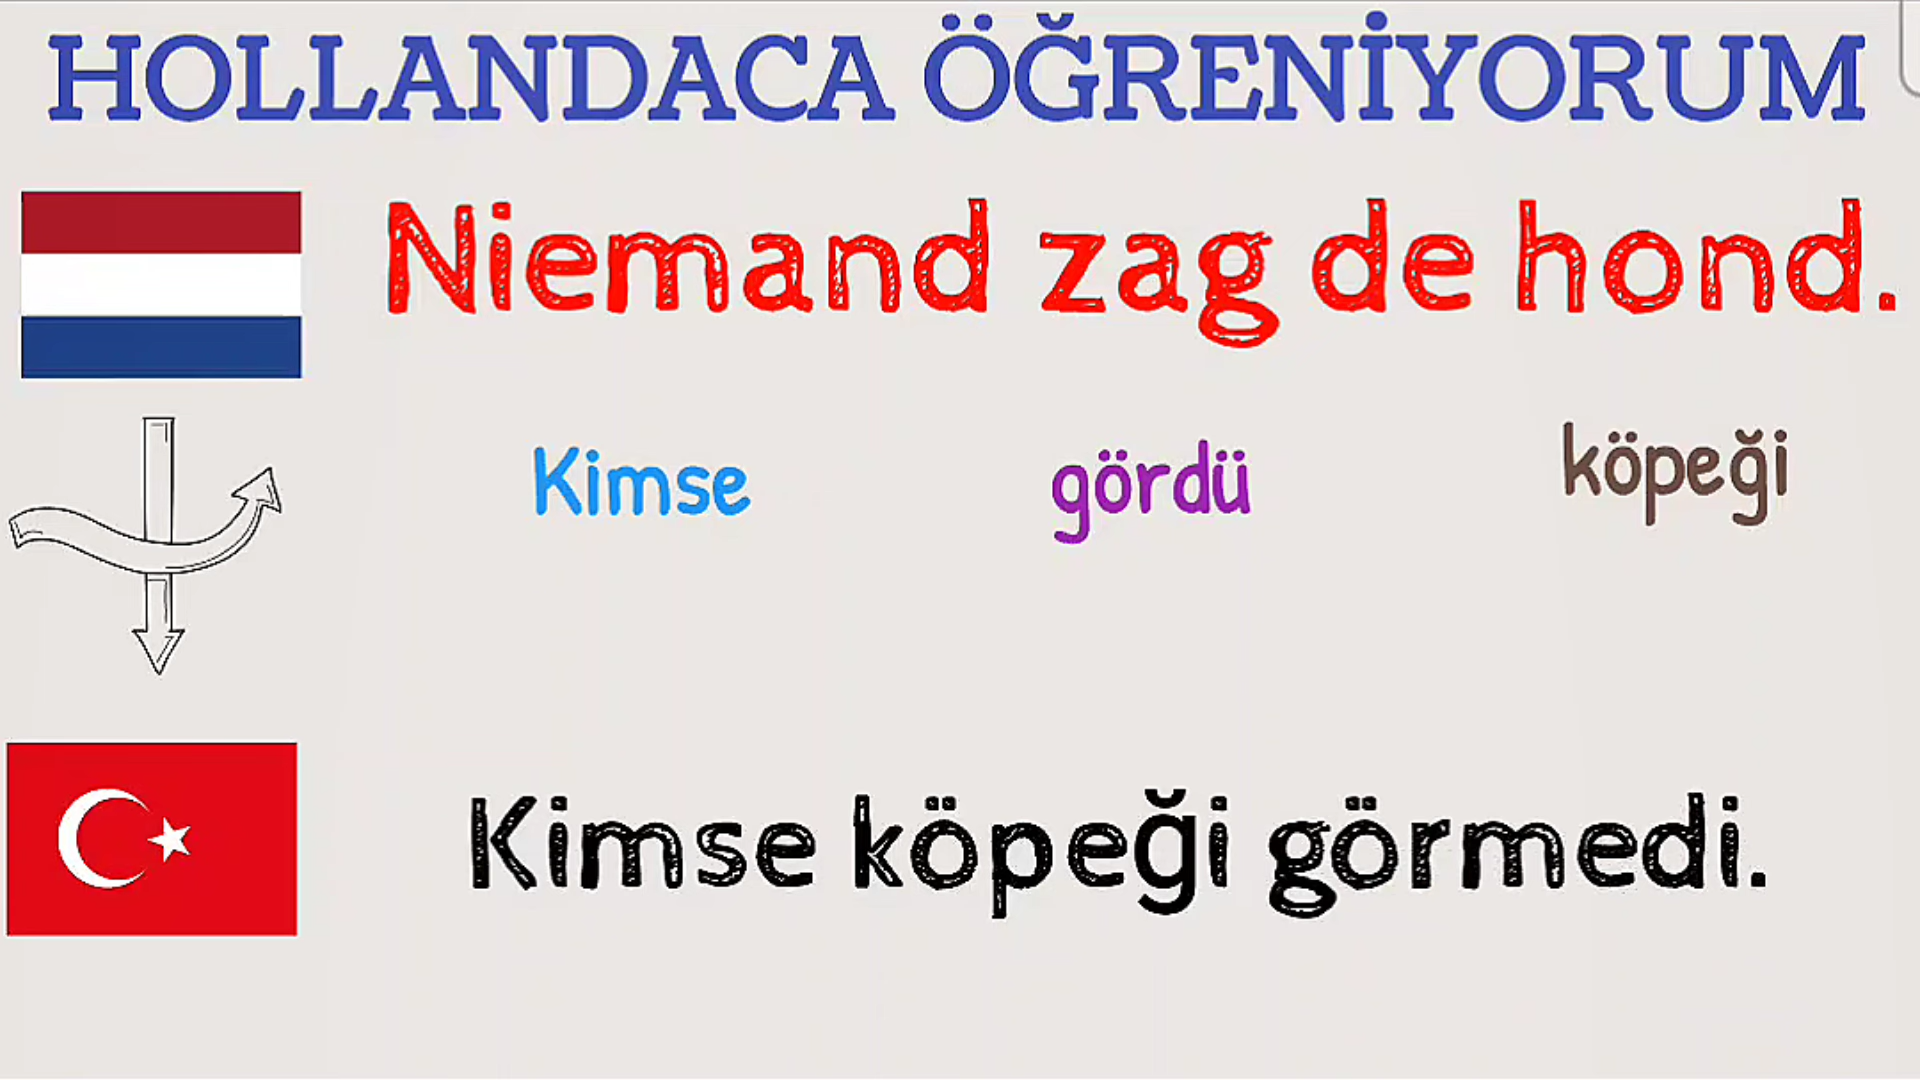 HOLLANDACA ÖĞRENİYORUM
Niemand zag de hond.
Kimse gördü köpeği
Kimse köpeği görmedi.